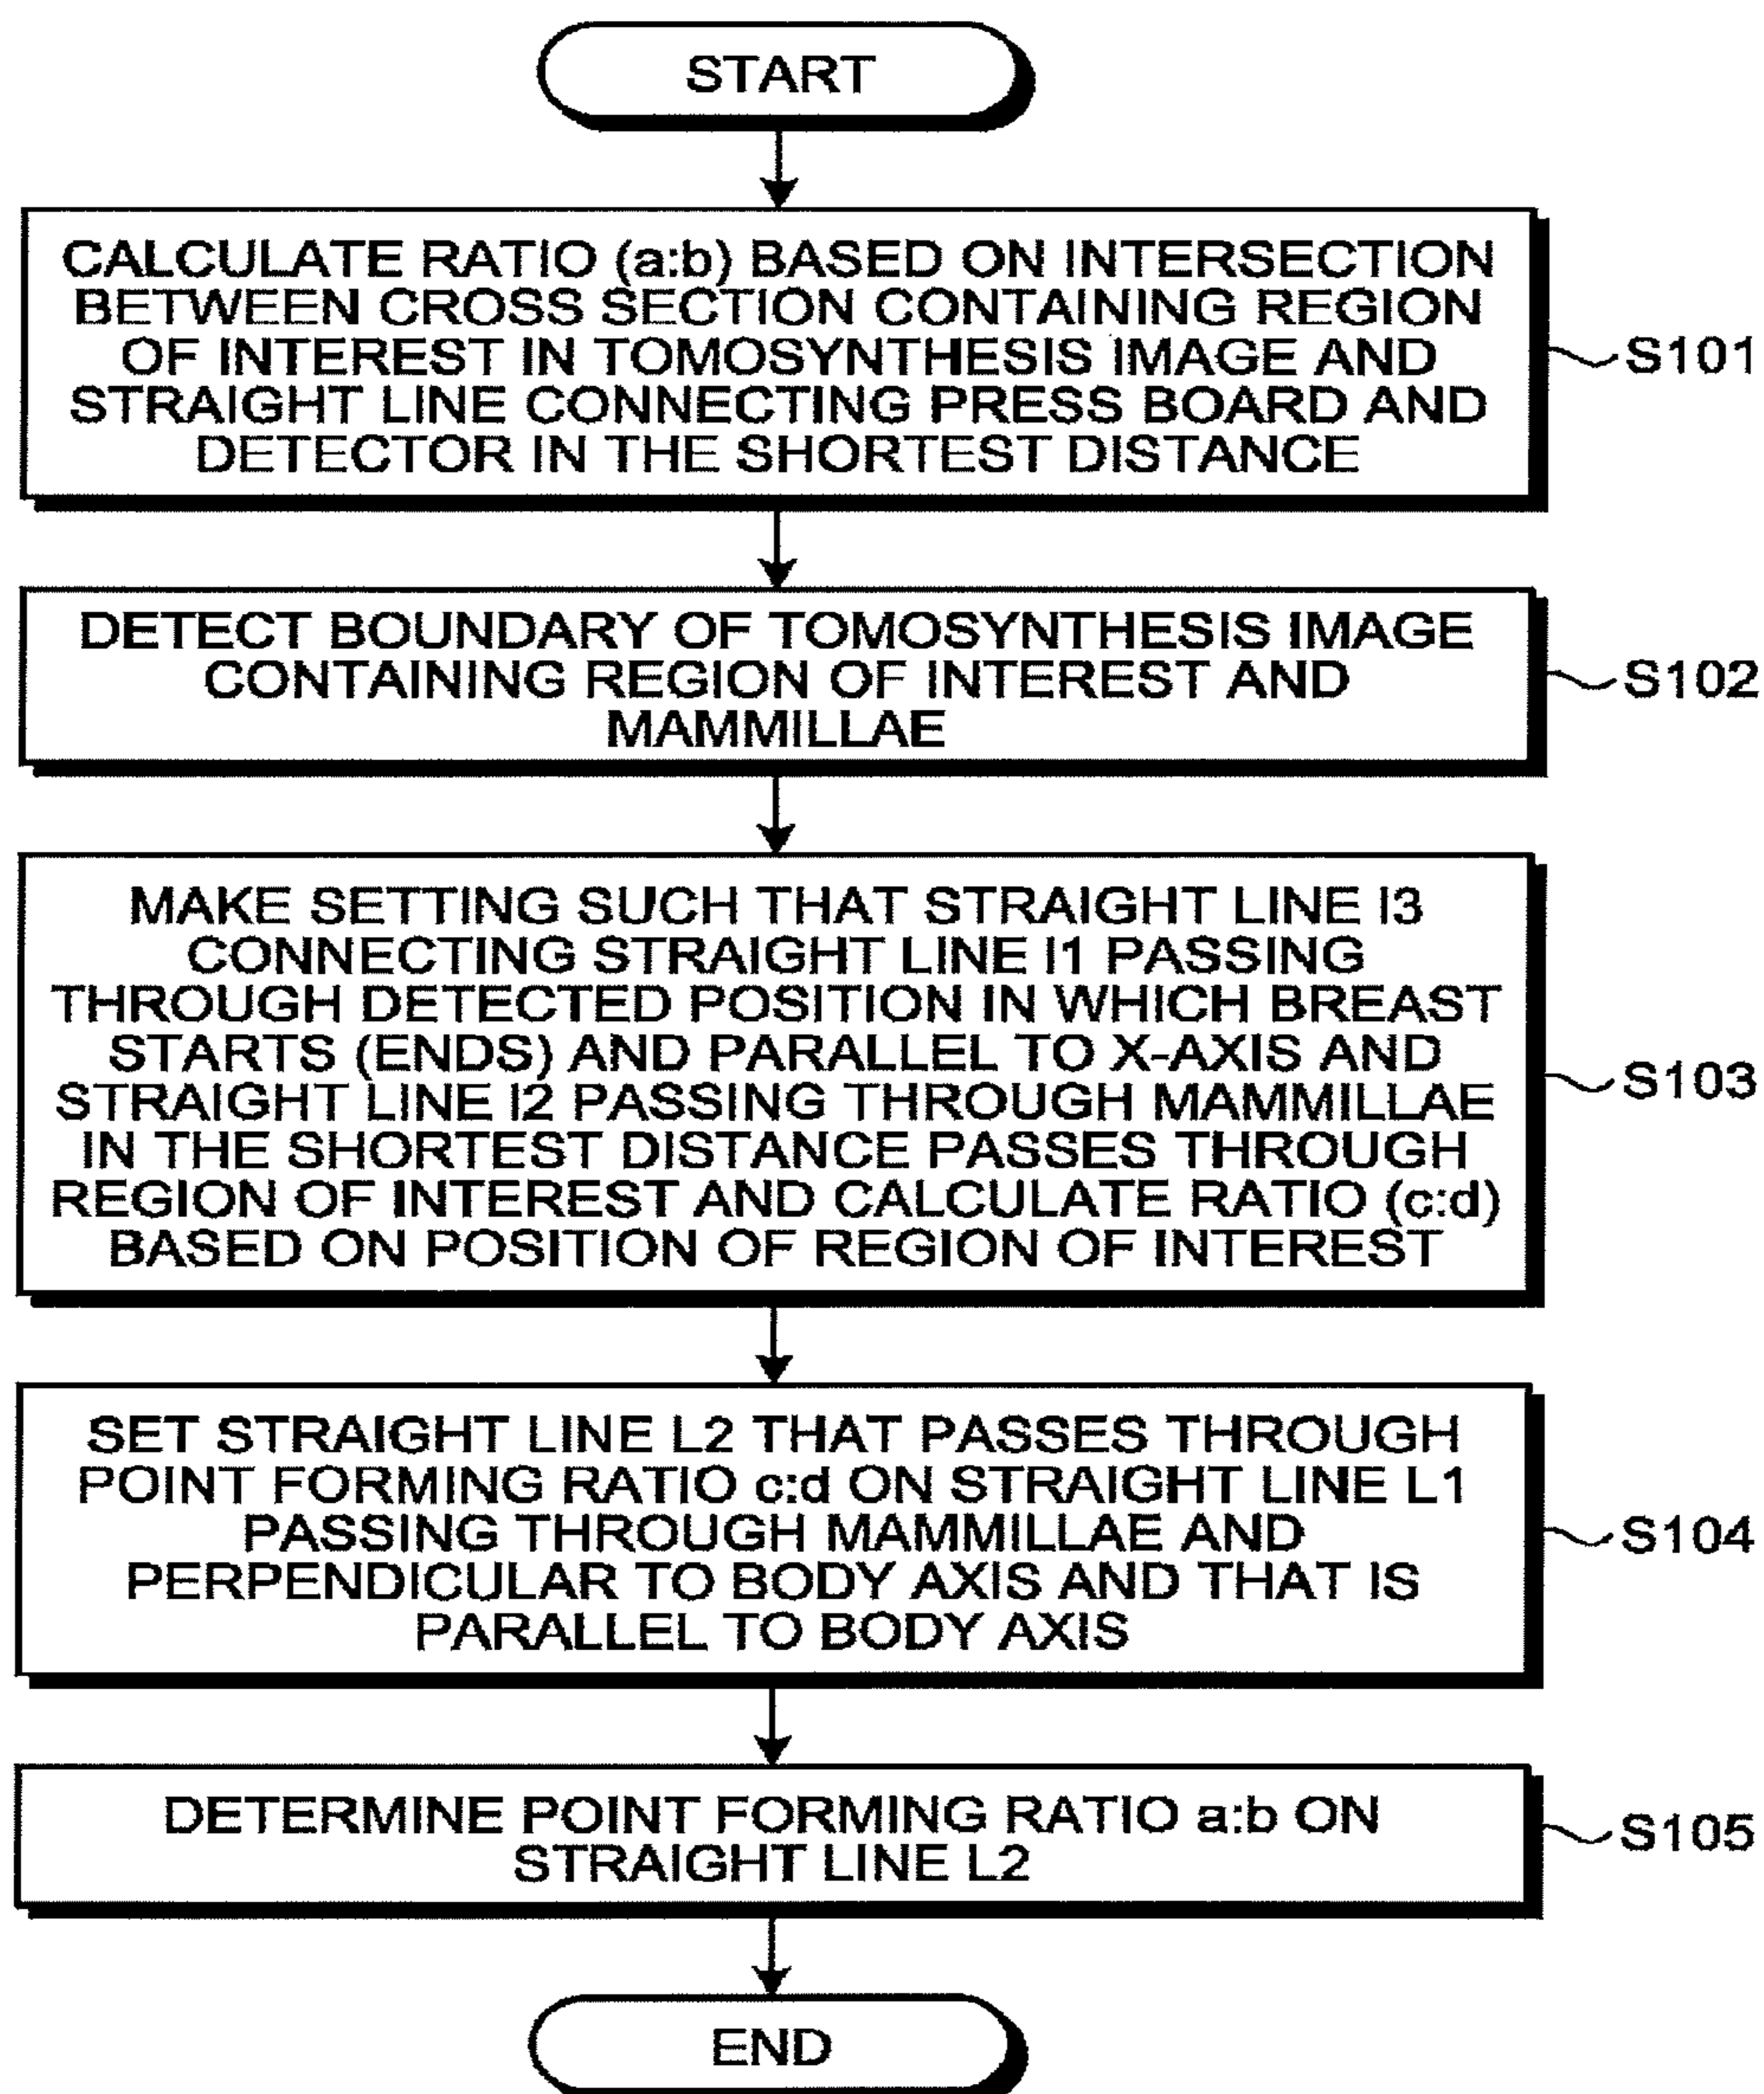 START
CALCULATE RATIO (a:b) BASED ON INTERSECTION
BETWEEN CROSS SECTION CONTAINING REGION
OF INTEREST IN TOMOSYNTHESIS IMAGE AND
STRAIGHT LINE CONNECTING PRESS BOARD AND
DETECTOR IN THE SHORTEST DISTANCE
S101
DETECT BOUNDARY OF TOMOSYNTHESIS IMAGE
CONTAINING REGION OF INTEREST AND
MAMMILLAE
S102
MAKE SETTING SUCH THAT STRAIGHT LINE l3
CONNECTING STRAIGHT LINE l1 PASSING
THROUGH DETECTED POSITION IN WHICH BREAST
STARTS (ENDS) AND PARALLEL TO X-AXIS AND
STRAIGHT LINE l2 PASSING THROUGH MAMMILLAE
IN THE SHORTEST DISTANCE PASSES THROUGH
REGION OF INTEREST AND CALCULATE RATIO (c:d)
BASED ON POSITION OF REGION OF INTEREST
S103
SET STRAIGHT LINE L2 THAT PASSES THROUGH
POINT FORMING RATIO c:d ON STRAIGHT LINE L1
PASSING THROUGH MAMMILLAE AND
PERPENDICULAR TO BODY AXIS AND THAT IS
PARALLEL TO BODY AXIS
S104
DETERMINE POINT FORMING RATIO a:b ON
STRAIGHT LINE L2
S105
END